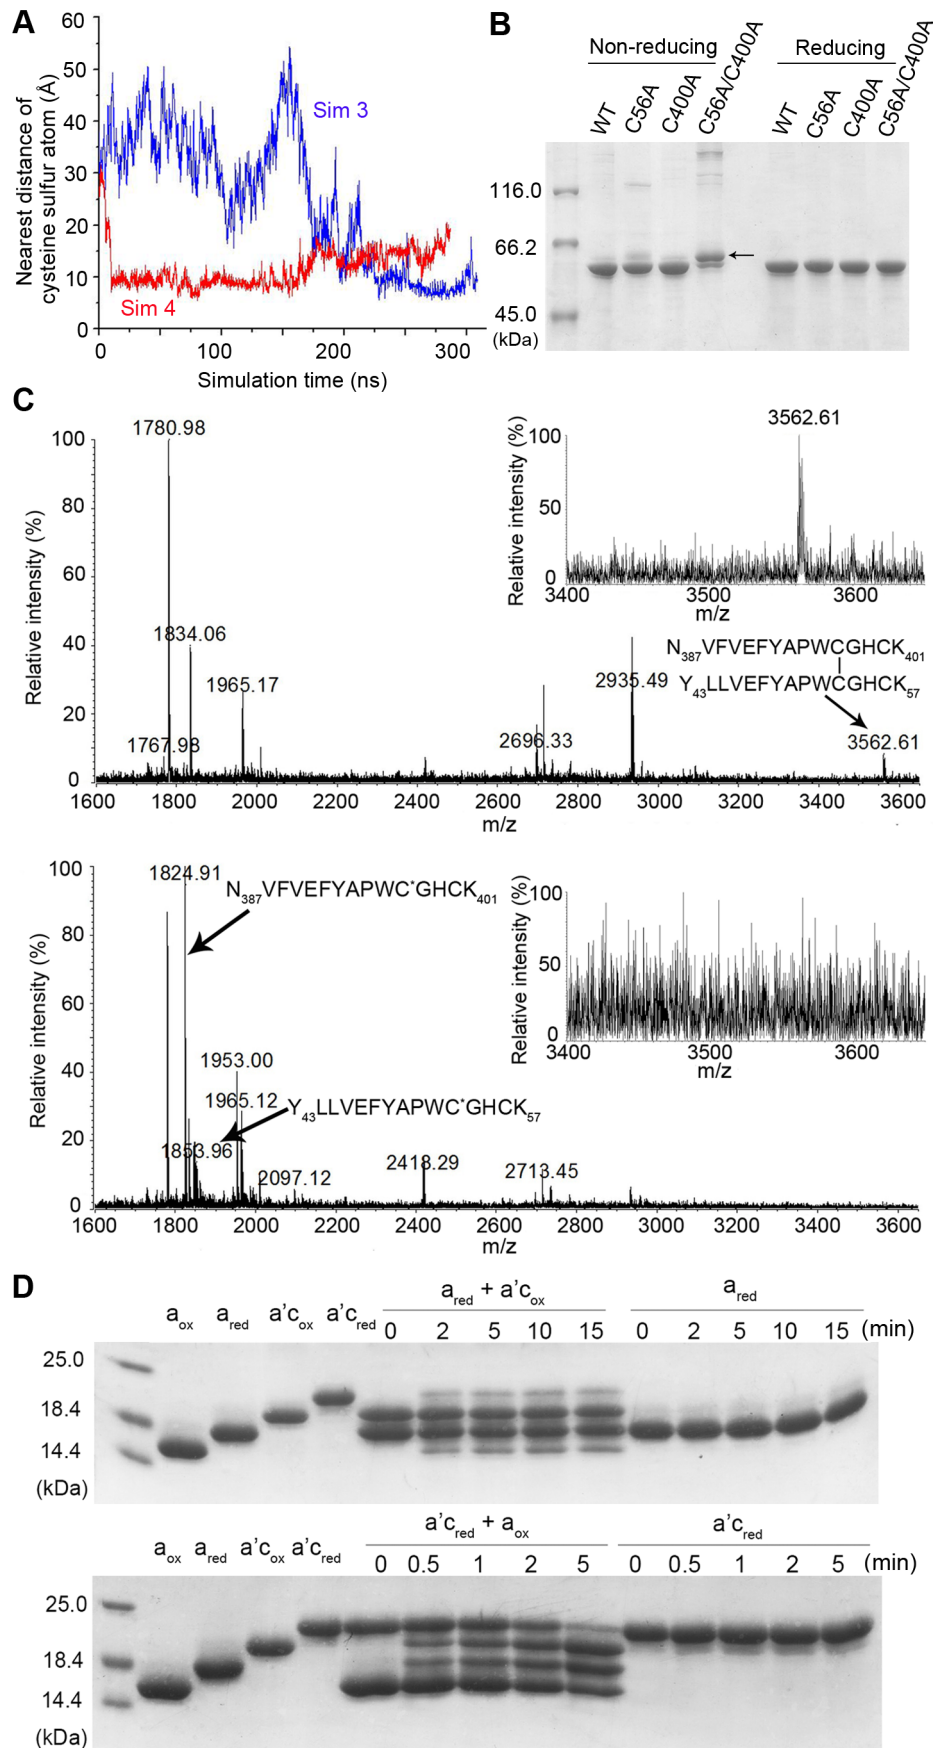 A
60
50
40
30
20
10
0
Nearest distance of
cysteine sulfur atom (Å)
Sim 3
Sim 4
0 100 200 300
Simulation time (ns)
B
Non-reducing Reducing
WT C56A C400A C56A/C400A WT C56A C400A C56A/C400A
116.0
66.2
45.0
(kDa)
C
1780.98
1834.06
1965.17
1767.98
2696.33
2935.49
3562.61
N387VFVEFYAPWCGHCK401
Y43LLVEFYAPWCGHCK57
100
80
60
40
20
0
Relative intensity (%)
1600 1800 2000 2200 2400 2600 2800 3000 3200 3400 3600
m/z
3562.61
100
50
0
Relative intensity (%)
3400 3500 3600
m/z
1824.91
N387VFVEFYAPWC*GHCK401
1953.00
1965.12
Y43LLVEFYAPWC*GHCK57
1853.96
2097.12
2418.29
2713.45
100
80
60
40
20
0
Relative intensity (%)
1600 1800 2000 2200 2400 2600 2800 3000 3200 3400 3600
m/z
100
50
0
Relative intensity (%)
3400 3500 3600
m/z
D
ared + a'cox ared
aox ared a'cox a'cred
0 2 5 10 15 0 2 5 10 15 (min)
25.0
18.4
14.4
(kDa)
a'cred + aox a'cred
aox ared a'cox a'cred
0 0.5 1 2 5 0 0.5 1 2 5 (min)
25.0
18.4
14.4
(kDa)